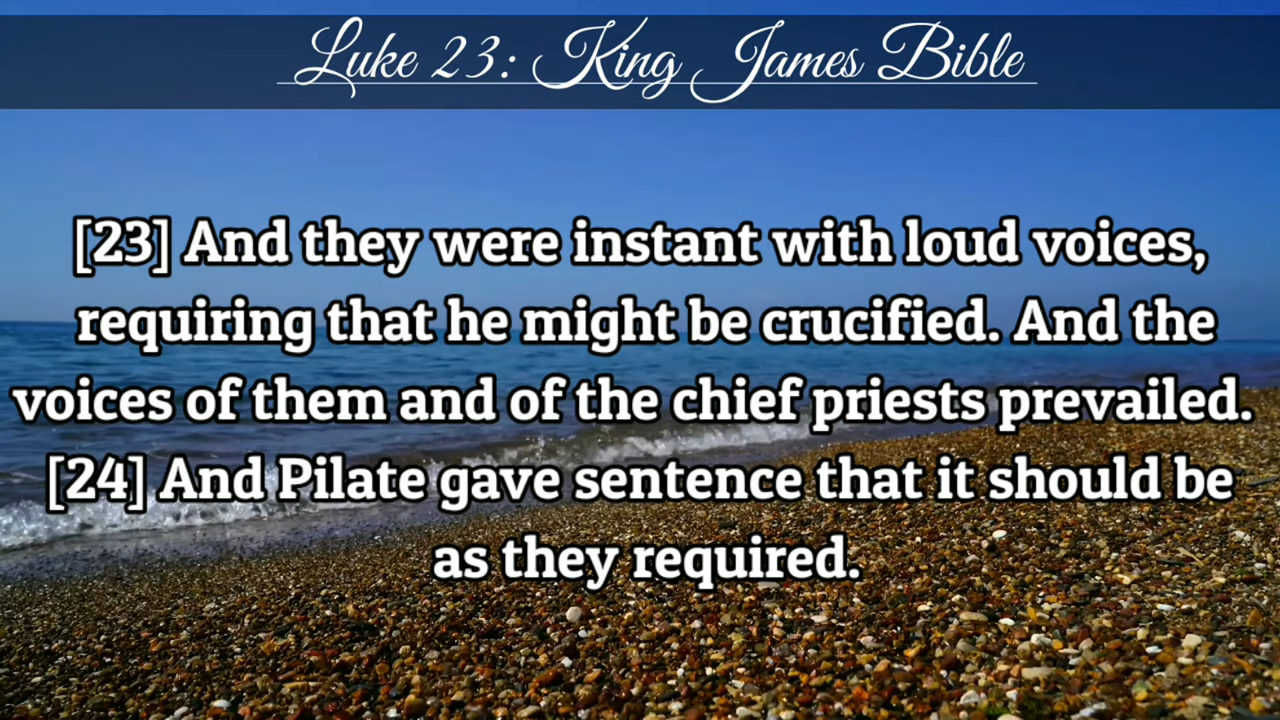 Luke 23: King James Bible
[23] And they were instant with loud voices,
requiring that he might be crucified. And the
voices of them and of the chief priests prevailed.
[24] And Pilate gave sentence that it should be
as they required.